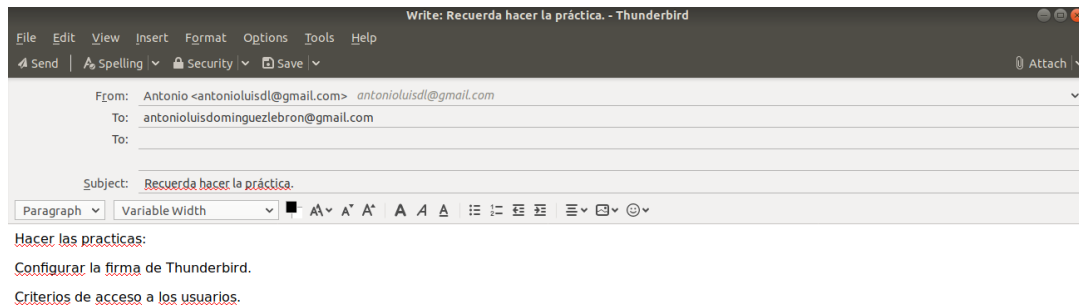 Write: Recuerda hacer la práctica. - Thunderbird
File Edit View Insert Format Options Tools Help
Send Spelling Security Save Attach
From: Antonio <antonioluisdl@gmail.com> antonioluisdl@gmail.com
To: antonioluisdominguezlebron@gmail.com
To:
Subject: Recuerda hacer la práctica.
Paragraph Variable Width
Hacer las practicas:
Configurar la firma de Thunderbird.
Criterios de acceso a los usuarios.